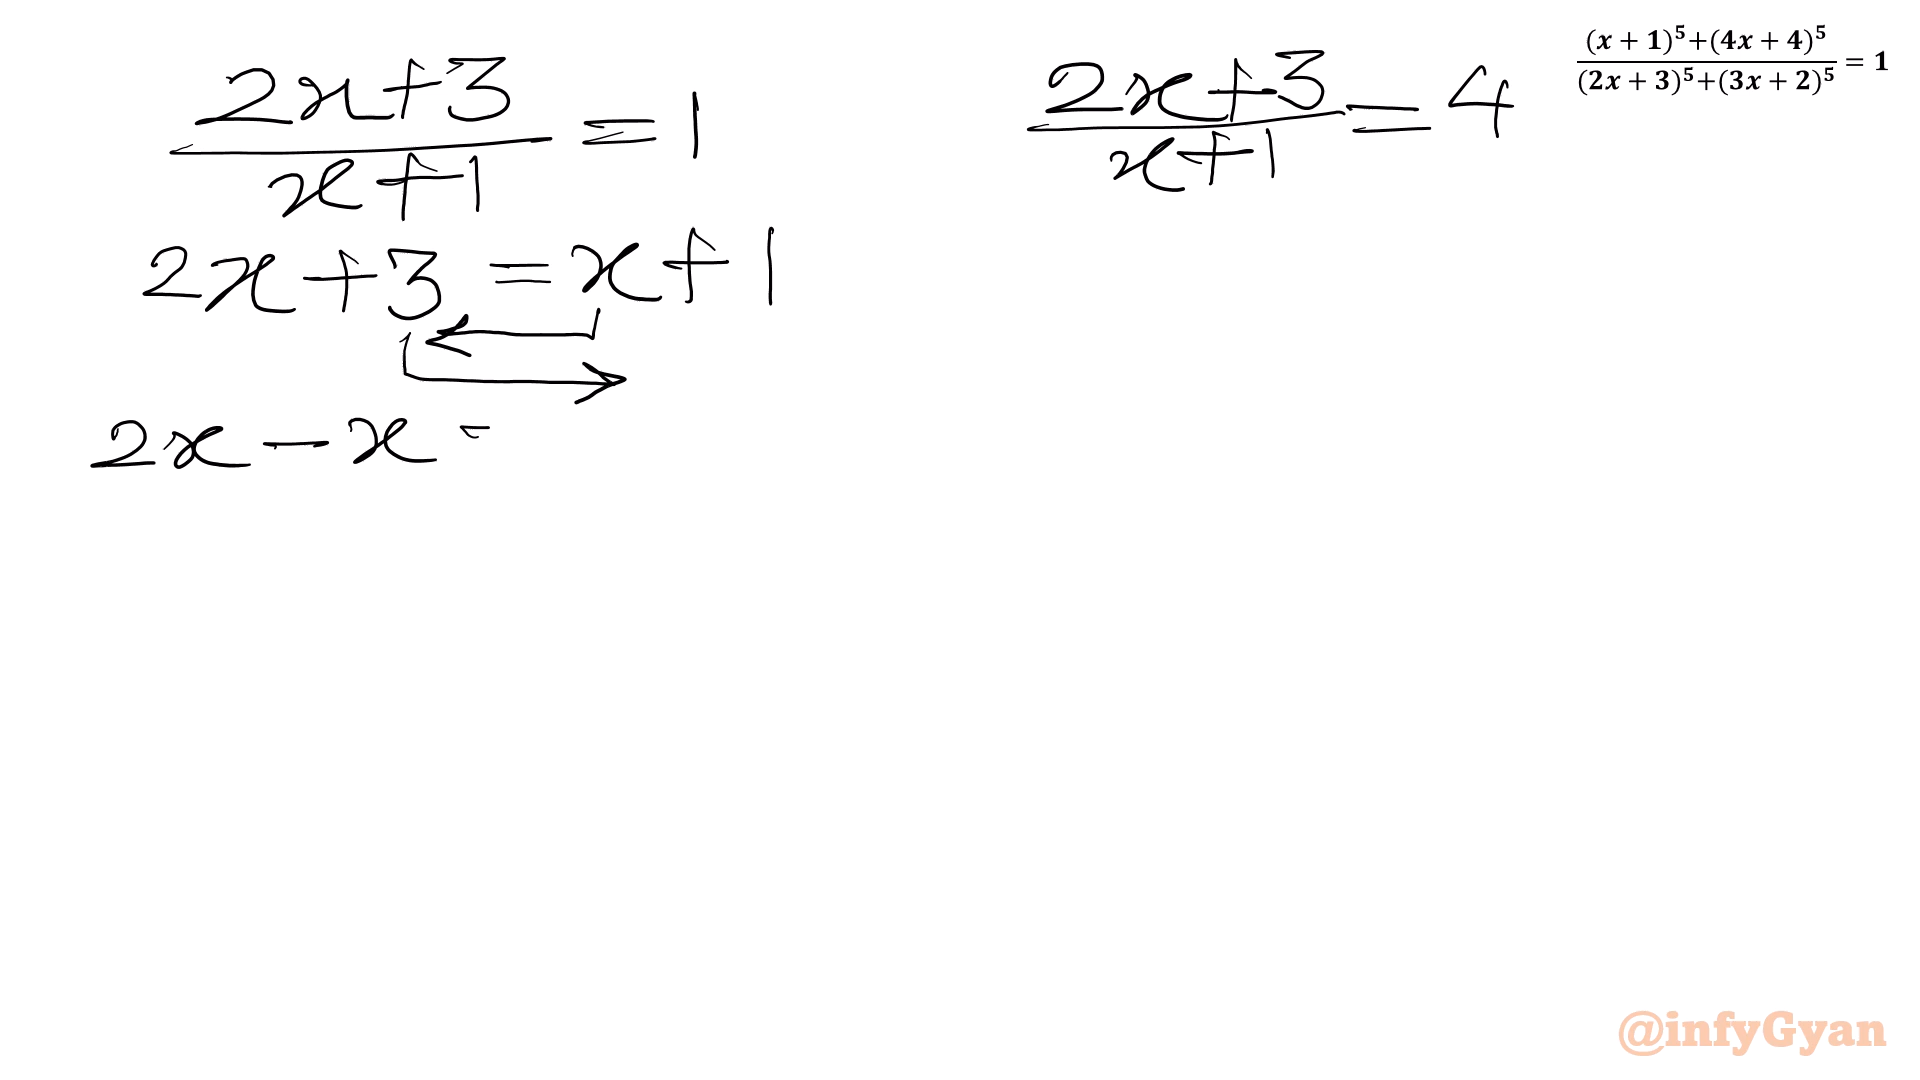 2x+3
x+1
=1
2x+3=x+1
2x-x=
2x+3
x+1
=4
(x + 1)⁵+(4x + 4)⁵
(2x + 3)⁵+(3x + 2)⁵
= 1
@infyGyan